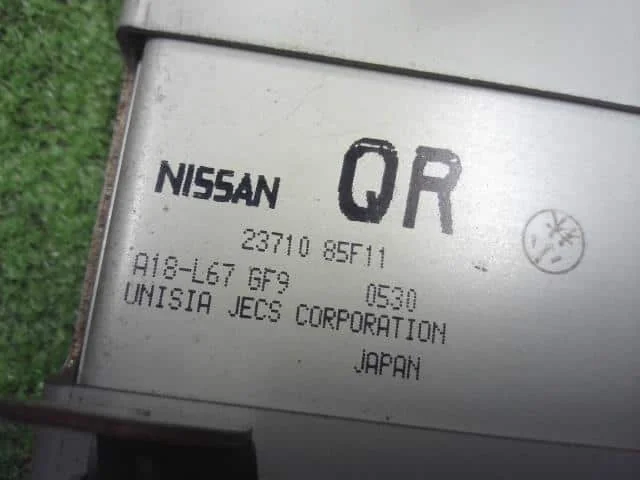 NISSAN QR
23710 85F11
A18-L67 GF9 0530
UNISIA JECS CORPORATION
JAPAN